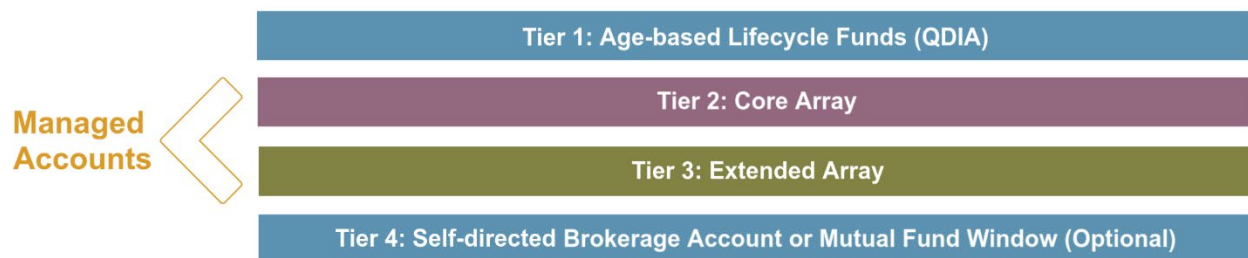 Tier 1: Age-based Lifecycle Funds (QDIA)
Managed
Accounts
Tier 2: Core Array
Tier 3: Extended Array
Tier 4: Self-directed Brokerage Account or Mutual Fund Window (Optional)